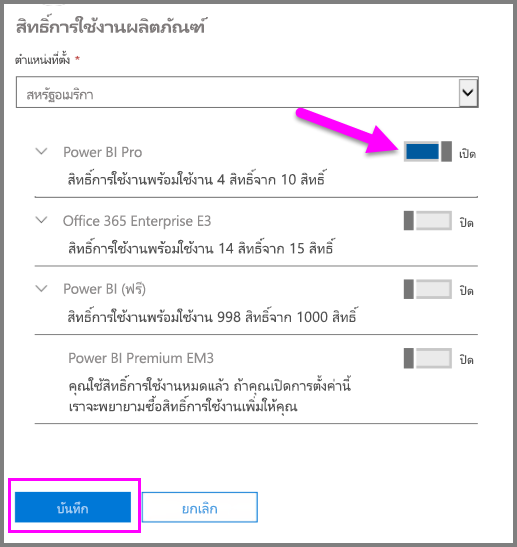 สิทธิ์การใช้งานผลิตภัณฑ์
ตำแหน่งที่ตั้ง *
สหรัฐอเมริกา
Power BI Pro
เปิด
สิทธิ์การใช้งานพร้อมใช้งาน 4 สิทธิ์จาก 10 สิทธิ์
Office 365 Enterprise E3
ปิด
สิทธิ์การใช้งานพร้อมใช้งาน 14 สิทธิ์จาก 15 สิทธิ์
Power BI (ฟรี)
ปิด
สิทธิ์การใช้งานพร้อมใช้งาน 998 สิทธิ์จาก 1000 สิทธิ์
Power BI Premium EM3
ปิด
คุณใช้สิทธิ์การใช้งานหมดแล้ว ถ้าคุณเปิดการตั้งค่านี้
เราจะพยายามซื้อสิทธิ์การใช้งานเพิ่มให้คุณ
บันทึก
ยกเลิก